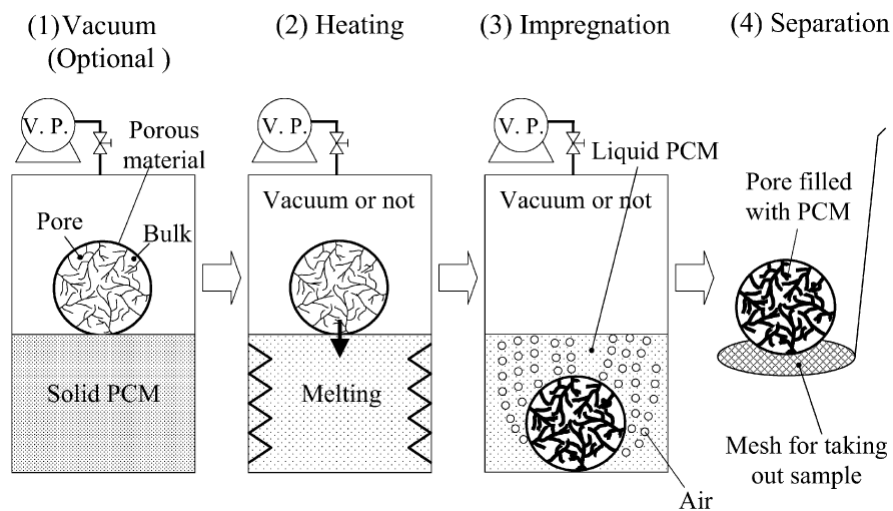 (1) Vacuum
(Optional )
(2) Heating
(3) Impregnation
(4) Separation
V. P.
Porous
material
Pore
Bulk
Solid PCM
V. P.
Vacuum or not
Melting
V. P.
Liquid PCM
Vacuum or not
Air
Pore filled
with PCM
Mesh for taking
out sample